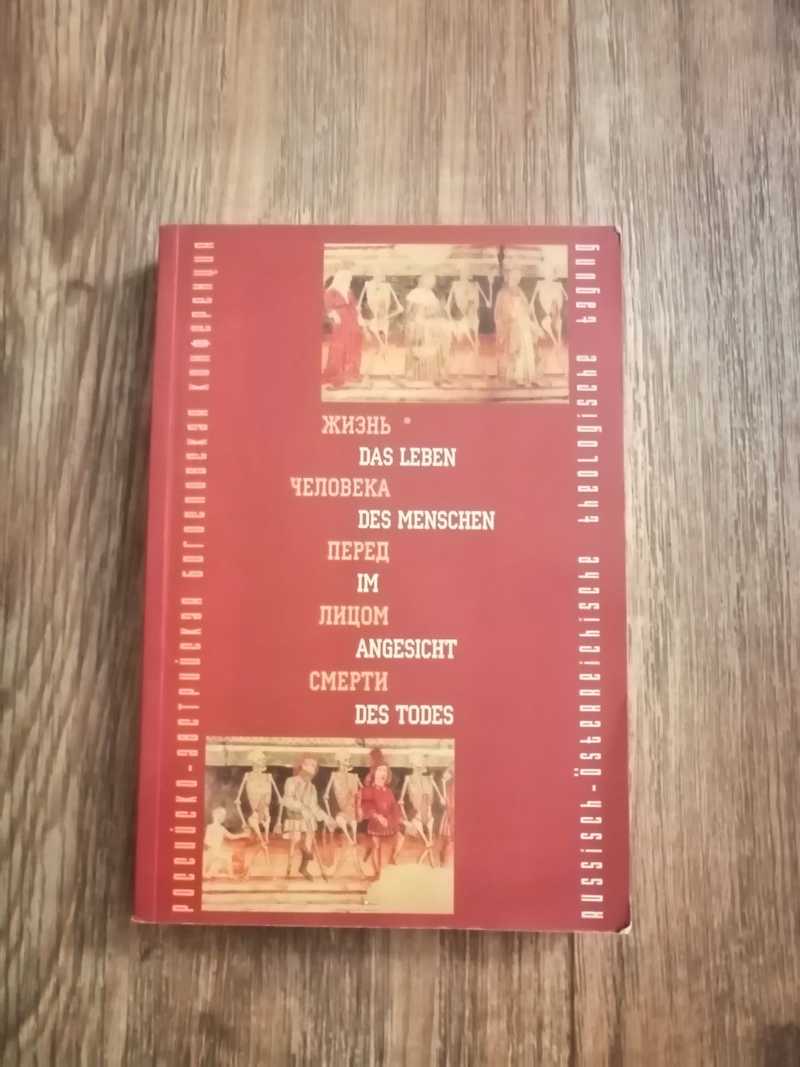 российско-австрийская богословская конференция
ЖИЗНЬ
DAS LEBEN
ЧЕЛОВЕКА
DES MENSCHEN
ПЕРЕД
IM
ЛИЦОМ
ANGESICHT
СМЕРТИ
DES TODES
Russisch-Österreichische theologische tagung